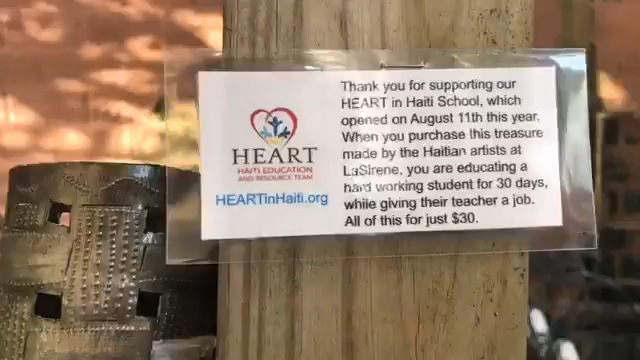 HEART
HAITI EDUCATION
AND RESOURCE TEAM
HEARTinHaiti.org
Thank you for supporting our
HEART in Haiti School, which
opened on August 11th this year.
When you purchase this treasure
made by the Haitian artists at
LaSirene, you are educating a
hard working student for 30 days,
while giving their teacher a job.
All of this for just $30.